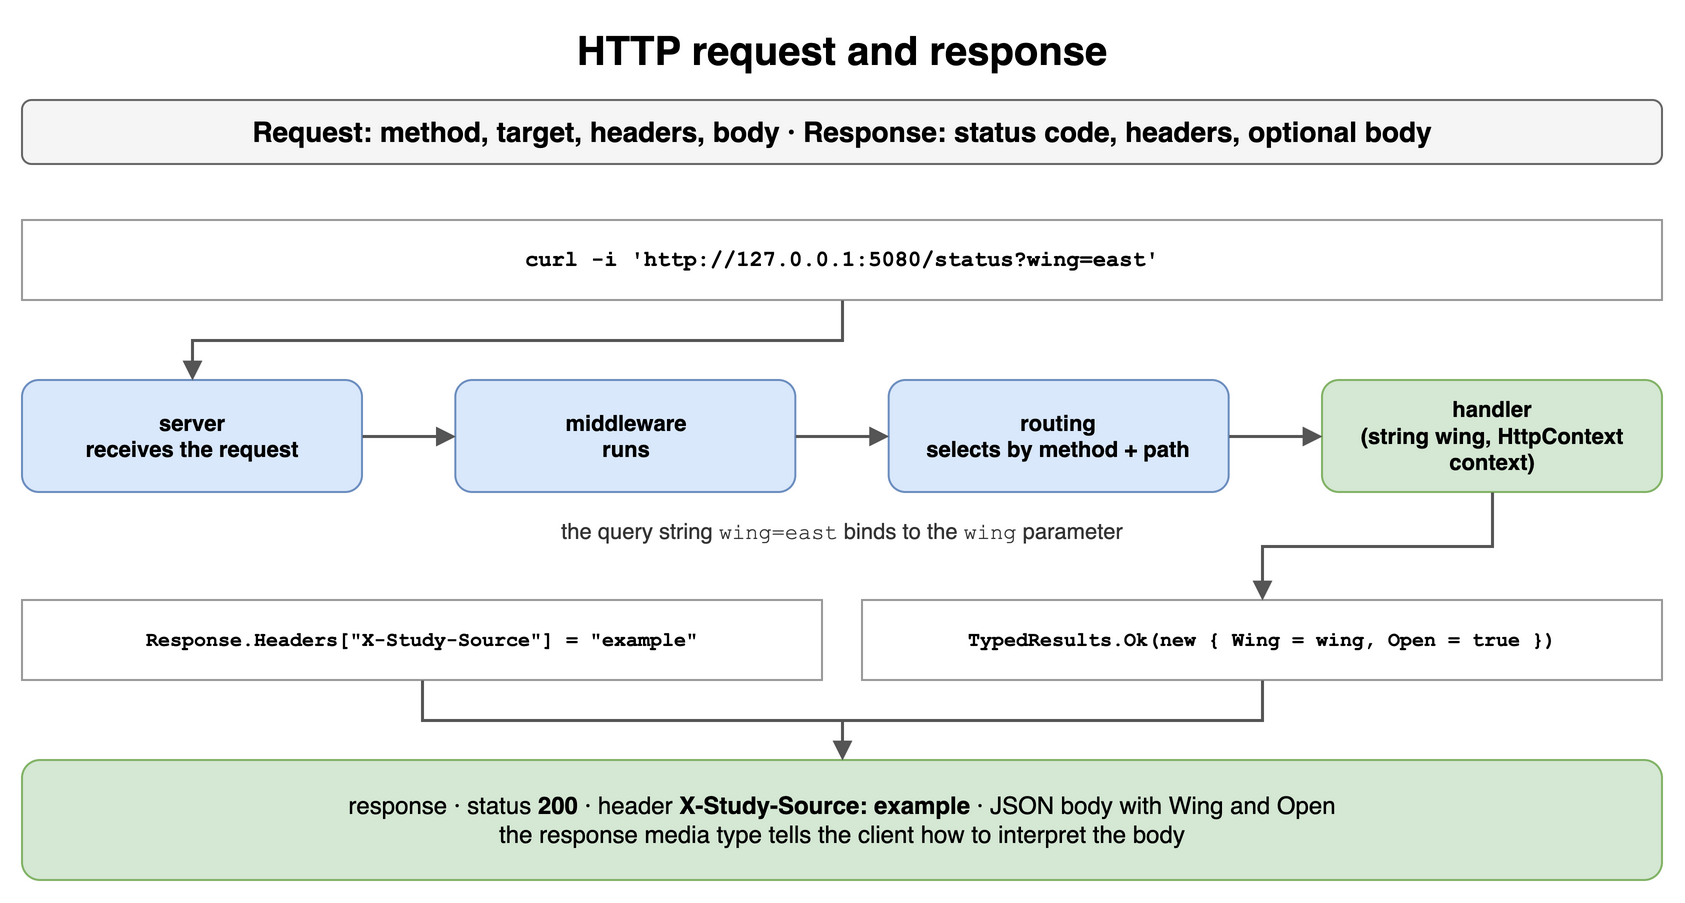 HTTP request and response
Request: method, target, headers, body · Response: status code, headers, optional body
curl -i 'http://127.0.0.1:5080/status?wing=east'
server
receives the request
middleware
runs
routing
selects by method + path
handler
(string wing, HttpContext
context)
the query string wing=east binds to the wing parameter
Response.Headers["X-Study-Source"] = "example"
TypedResults.Ok(new { Wing = wing, Open = true })
response · status 200 · header X-Study-Source: example · JSON body with Wing and Open
the response media type tells the client how to interpret the body